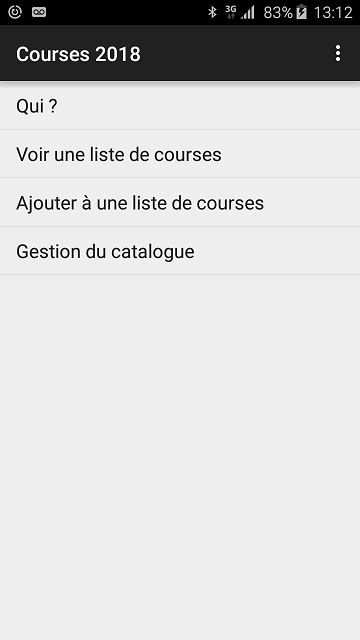 3G 83% 13:12
Courses 2018
Qui ?
Voir une liste de courses
Ajouter à une liste de courses
Gestion du catalogue